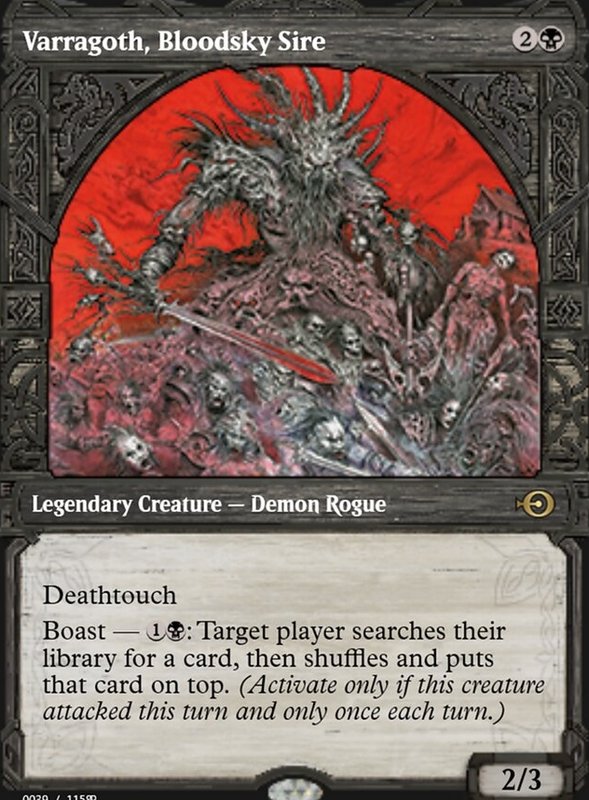 Varragoth, Bloodsky Sire
2
Legendary Creature — Demon Rogue
Deathtouch
Boast — 1: Target player searches their
library for a card, then shuffles and puts
that card on top. (Activate only if this creature
attacked this turn and only once each turn.)
2/3